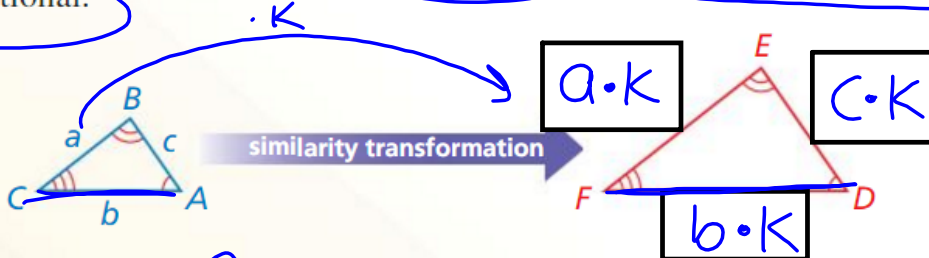 tional.
· K
a · K
E
C · K
B
a
c
similarity transformation
C
b
A
F
D
b · K